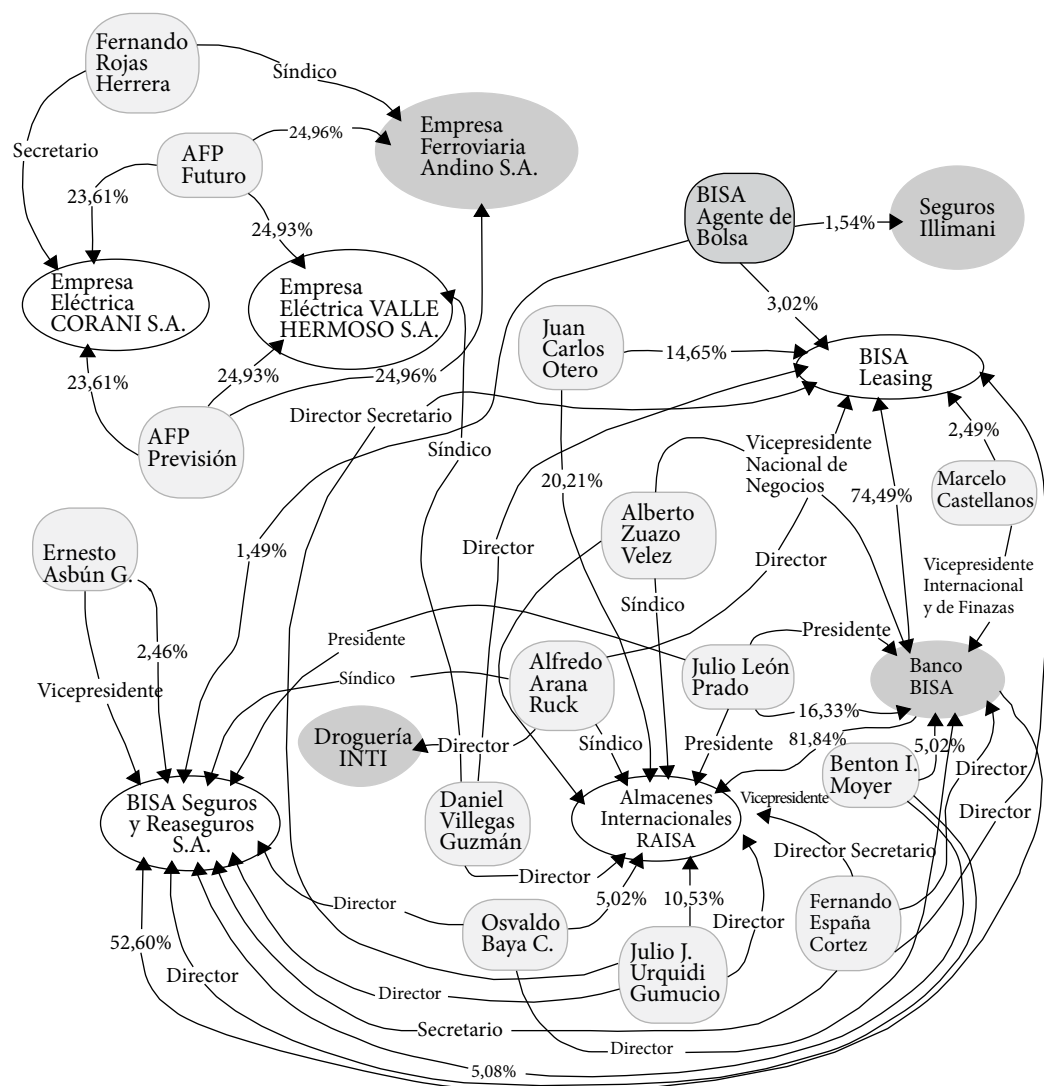 Fernando
Rojas
Herrera
Síndico
Secretario
AFP
Futuro
24,96%
Empresa
Ferroviaria
Andino S.A.
23,61%
24,93%
BISA
Agente de
Bolsa
1,54%
Seguros
Illimani
Empresa
Eléctrica
CORANI S.A.
Empresa
Eléctrica VALLE
HERMOSO S.A.
3,02%
Juan
Carlos
Otero
14,65%
BISA
Leasing
23,61%
24,93%
24,96%
AFP
Previsión
Director Secretario
Síndico
2,49%
Vicepresidente
Nacional de
Negocios
74,49%
Marcelo
Castellanos
20,21%
Alberto
Zuazo
Velez
Ernesto
Asbún G.
1,49%
Director
Director
Vicepresidente
Internacional
y de Finazas
Síndico
2,46%
Vicepresidente
Presidente
Síndico
Alfredo
Arana
Ruck
Julio León
Prado
Presidente
Banco
BISA
16,33%
Droguería
INTI
Director
Síndico
Presidente
81,84%
5,02%
Benton I.
Moyer
Director
BISA Seguros
y Reaseguros
S.A.
Daniel
Villegas
Guzmán
Almacenes
Internacionales
RAISA
Vicepresidente
Director
Director Secretario
Director
5,02%
10,53%
Director
Osvaldo
Baya C.
Director
Fernando
España
Cortez
52,60%
Director
Director
Julio J.
Urquidi
Gumucio
Secretario
Director
5,08%